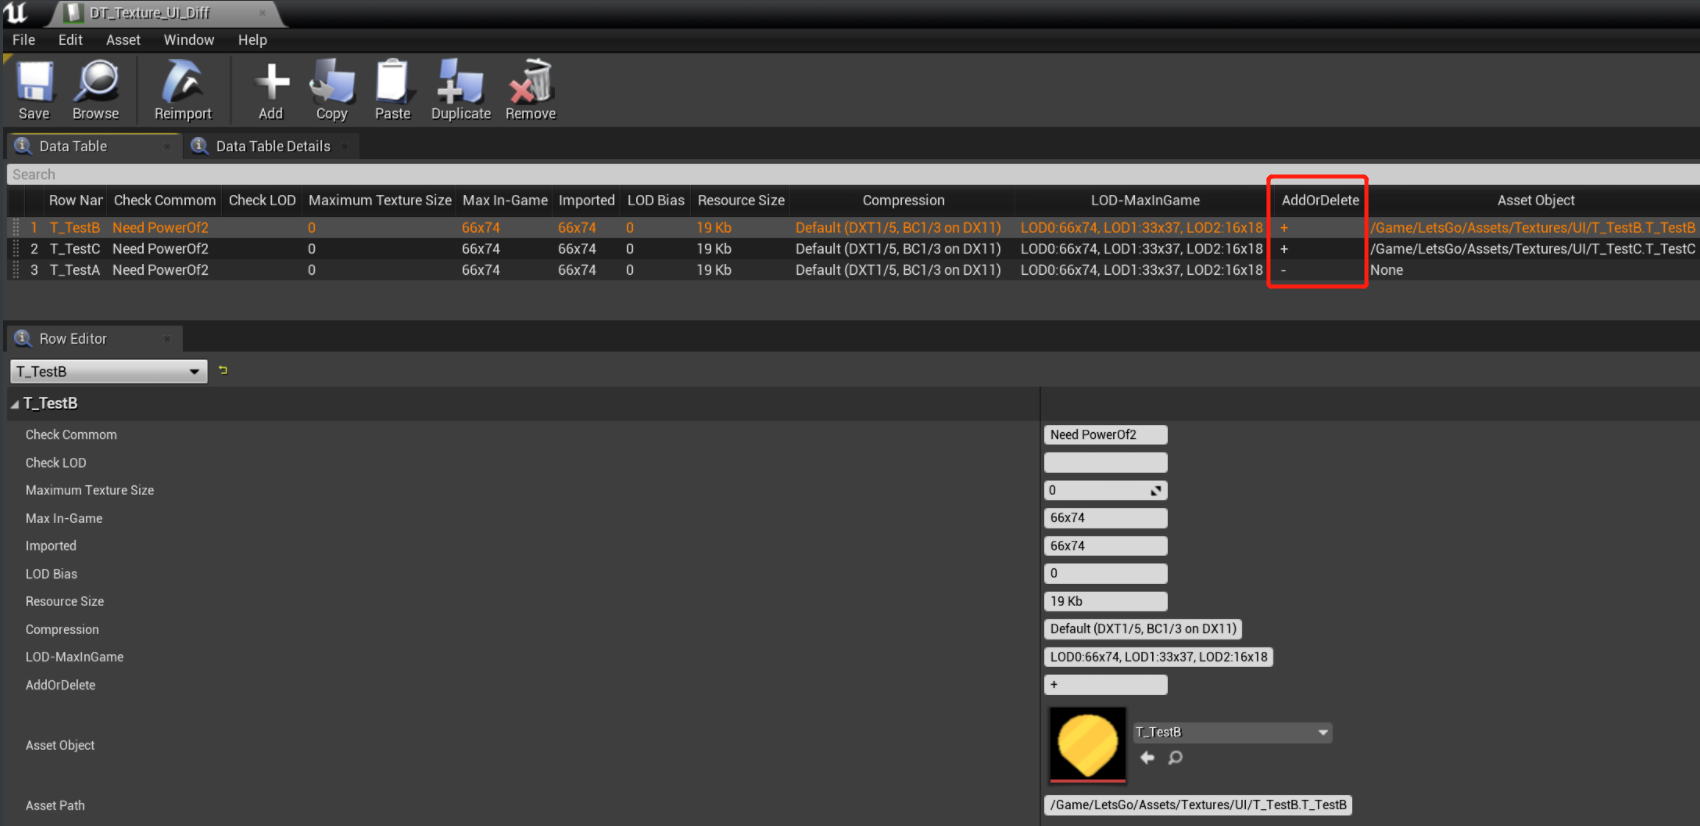 DT_Texture_UI_Diff
File Edit Asset Window Help
Save Browse Reimport Add Copy Paste Duplicate Remove
Data Table Data Table Details
Search
Row Nar Check Commom Check LOD Maximum Texture Size Max In-Game Imported LOD Bias Resource Size Compression LOD-MaxInGame AddOrDelete Asset Object
1 T_TestB Need PowerOf2 0 66x74 66x74 0 19 Kb Default (DXT1/5, BC1/3 on DX11) LOD0:66x74, LOD1:33x37, LOD2:16x18 + /Game/LetsGo/Assets/Textures/UI/T_TestB.T_TestB
2 T_TestC Need PowerOf2 0 66x74 66x74 0 19 Kb Default (DXT1/5, BC1/3 on DX11) LOD0:66x74, LOD1:33x37, LOD2:16x18 + /Game/LetsGo/Assets/Textures/UI/T_TestC.T_TestC
3 T_TestA Need PowerOf2 0 66x74 66x74 0 19 Kb Default (DXT1/5, BC1/3 on DX11) LOD0:66x74, LOD1:33x37, LOD2:16x18 - None
Row Editor
T_TestB
T_TestB
Check Commom Need PowerOf2
Check LOD
Maximum Texture Size 0
Max In-Game 66x74
Imported 66x74
LOD Bias 0
Resource Size 19 Kb
Compression Default (DXT1/5, BC1/3 on DX11)
LOD-MaxInGame LOD0:66x74, LOD1:33x37, LOD2:16x18
AddOrDelete +
Asset Object T_TestB
Asset Path /Game/LetsGo/Assets/Textures/UI/T_TestB.T_TestB